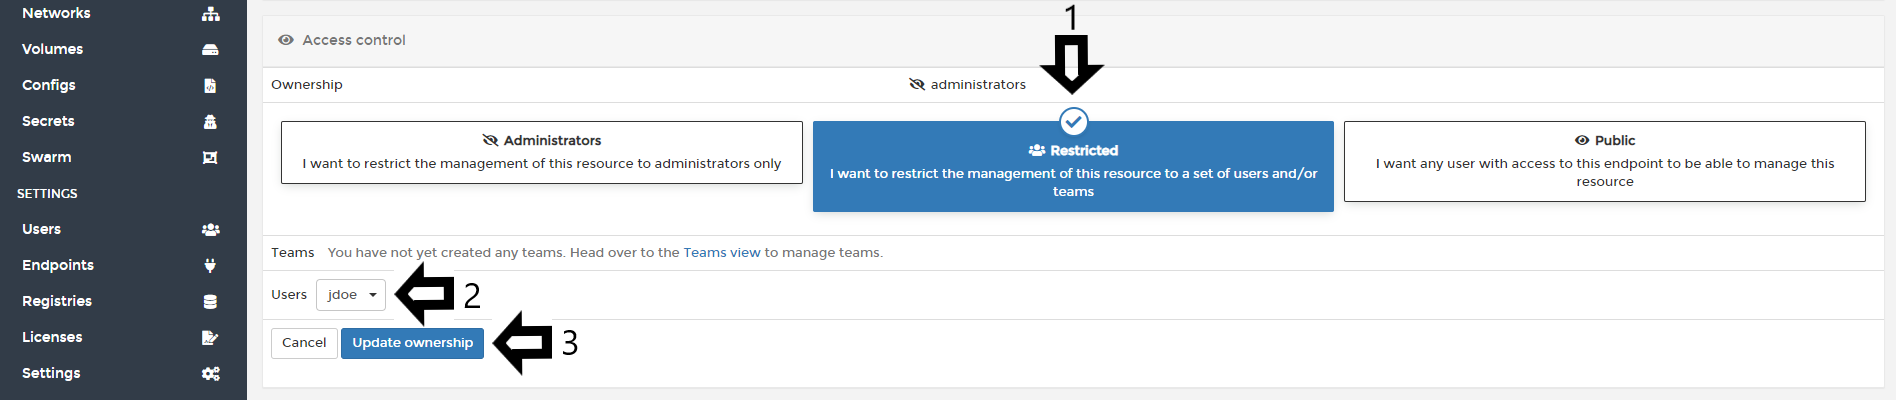 Networks
Volumes
Configs
Secrets
Swarm
SETTINGS
Users
Endpoints
Registries
Licenses
Settings
1
Access control
Ownership administrators
Administrators
I want to restrict the management of this resource to administrators only
Restricted
I want to restrict the management of this resource to a set of users and/or
teams
Public
I want any user with access to this endpoint to be able to manage this
resource
Teams You have not yet created any teams. Head over to the Teams view to manage teams.
Users jdoe 2
Cancel Update ownership 3